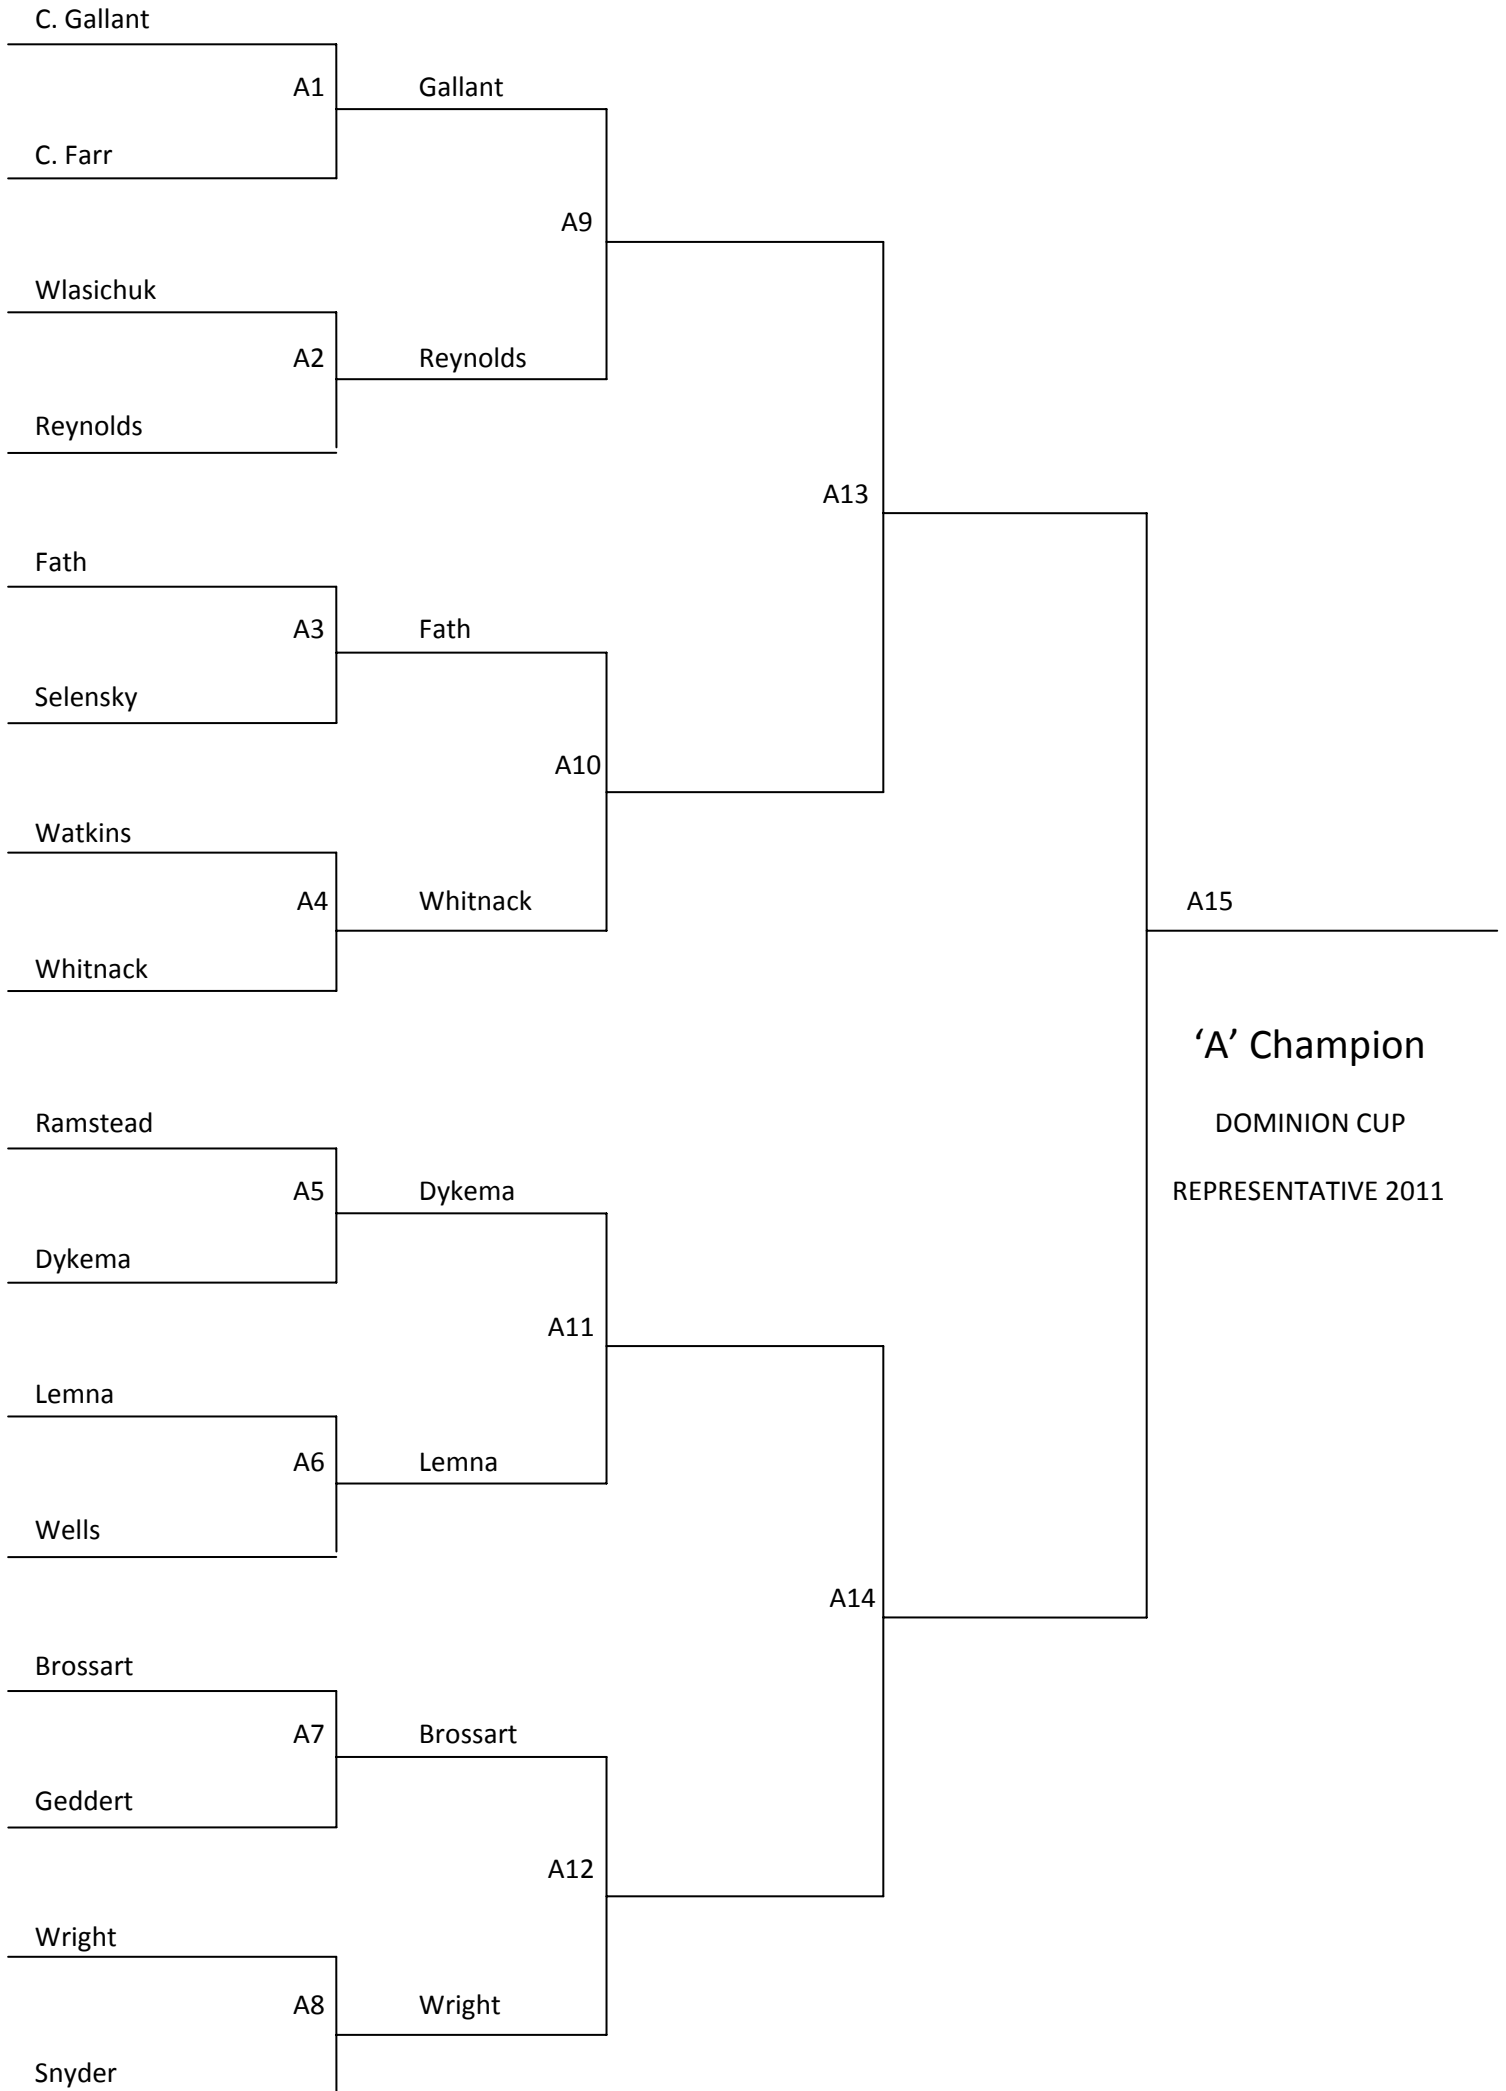 C. Gallant
A1 Gallant
C. Farr
A9
Wlasichuk
A2 Reynolds
Reynolds
A13
Fath
A3 Fath
Selensky
A10
Watkins
A4 Whitnack A15
Whitnack
‘A’ Champion
Ramstead DOMINION CUP
A5 Dykema REPRESENTATIVE 2011
Dykema
A11
Lemna
A6 Lemna
Wells
A14
Brossart
A7 Brossart
Geddert
A12
Wright
A8 Wright
Snyder